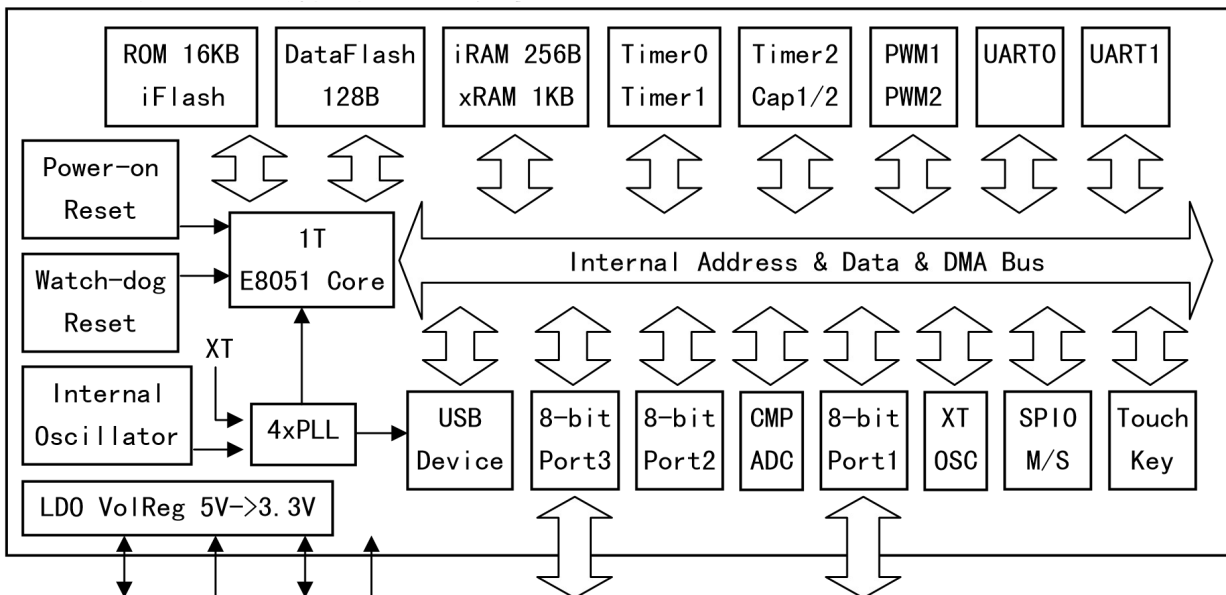 ROM 16KB
iFlash
DataFlash
128B
iRAM 256B
xRAM 1KB
Timer0
Timer1
Timer2
Cap1/2
PWM1
PWM2
UART0
UART1
Power-on
Reset
1T
E8051 Core
Internal Address & Data & DMA Bus
Watch-dog
Reset
XT
Internal
Oscillator
4xPLL
USB
Device
8-bit
Port3
8-bit
Port2
CMP
ADC
8-bit
Port1
XT
OSC
SPI0
M/S
Touch
Key
LDO VolReg 5V->3.3V